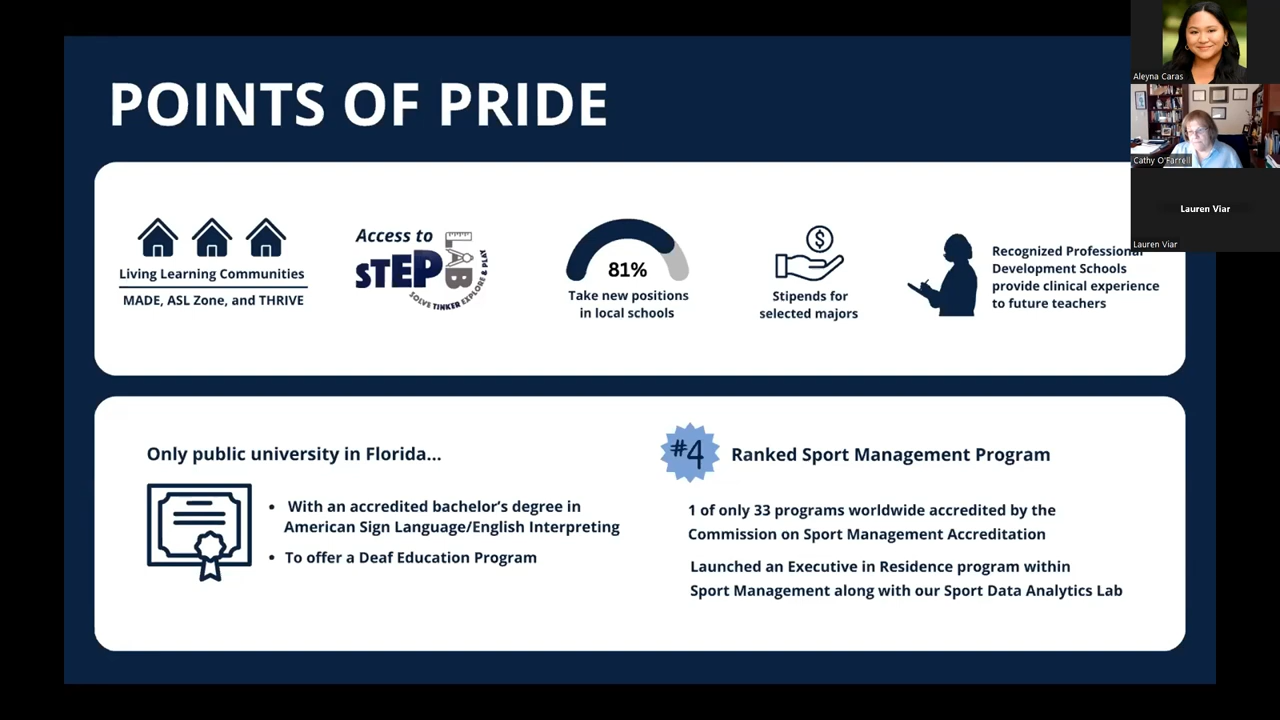 POINTS OF PRIDE
Living Learning Communities
MADE, ASL Zone, and THRIVE
Access to
STEP LAB
SOLVE TINKER EXPLORE & PLAY
81%
Take new positions
in local schools
$
Stipends for
selected majors
Recognized Professional
Development Schools
provide clinical experience
to future teachers
Only public university in Florida...
• With an accredited bachelor’s degree in
American Sign Language/English Interpreting
• To offer a Deaf Education Program
#4
Ranked Sport Management Program
1 of only 33 programs worldwide accredited by the
Commission on Sport Management Accreditation
Launched an Executive in Residence program within
Sport Management along with our Sport Data Analytics Lab
Aleyna Caras
Cathy O'Farrell
Lauren Viar
Lauren Viar